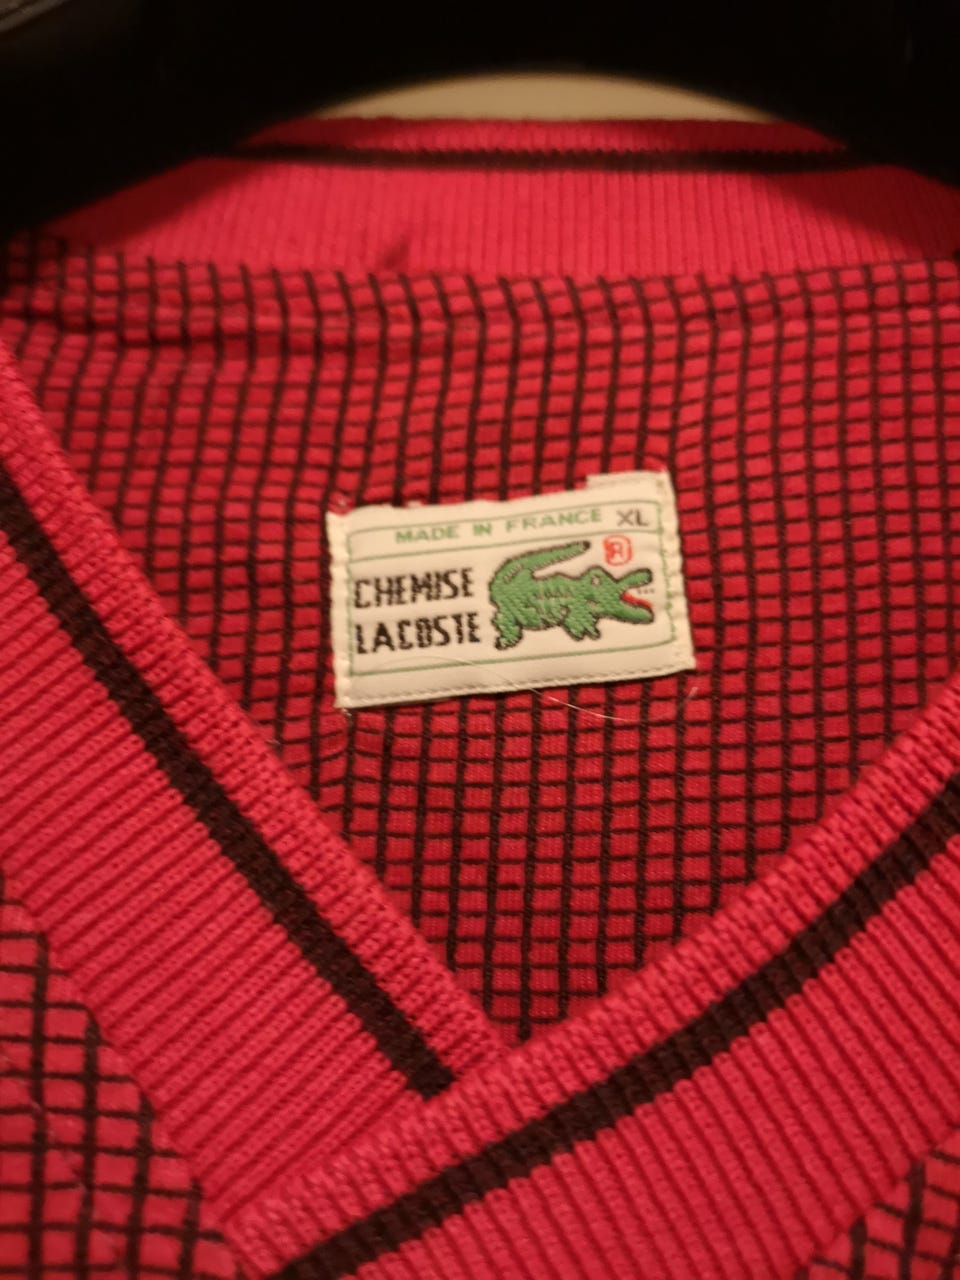 MADE IN FRANCE XL
®
CHEMISE
LACOSTE